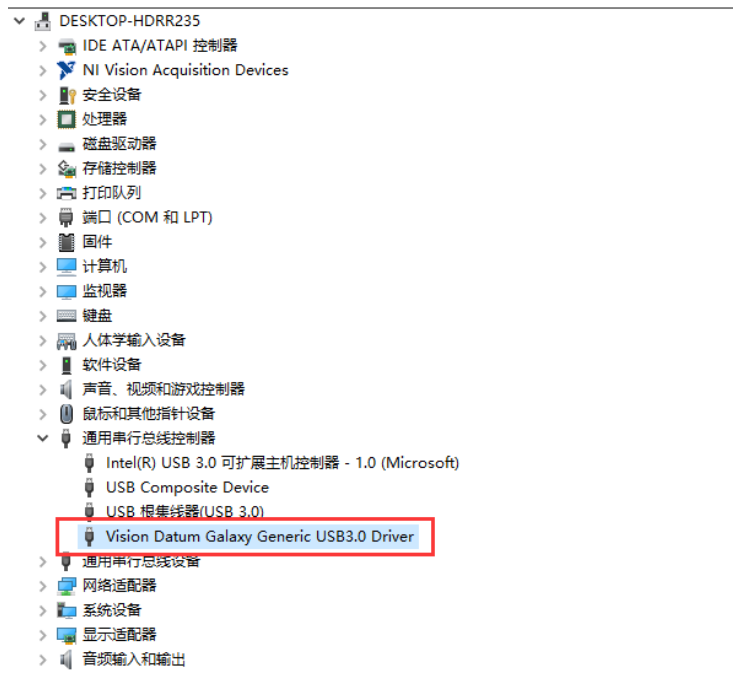 DESKTOP-HDRR235
IDE ATA/ATAPI 控制器
NI Vision Acquisition Devices
安全设备
处理器
磁盘驱动器
存储控制器
打印队列
端口 (COM 和 LPT)
固件
计算机
监视器
键盘
人体学输入设备
软件设备
声音、视频和游戏控制器
鼠标和其他指针设备
通用串行总线控制器
Intel(R) USB 3.0 可扩展主机控制器 - 1.0 (Microsoft)
USB Composite Device
USB 根集线器(USB 3.0)
Vision Datum Galaxy Generic USB3.0 Driver
通用串行总线设备
网络适配器
系统设备
显示适配器
音频输入和输出